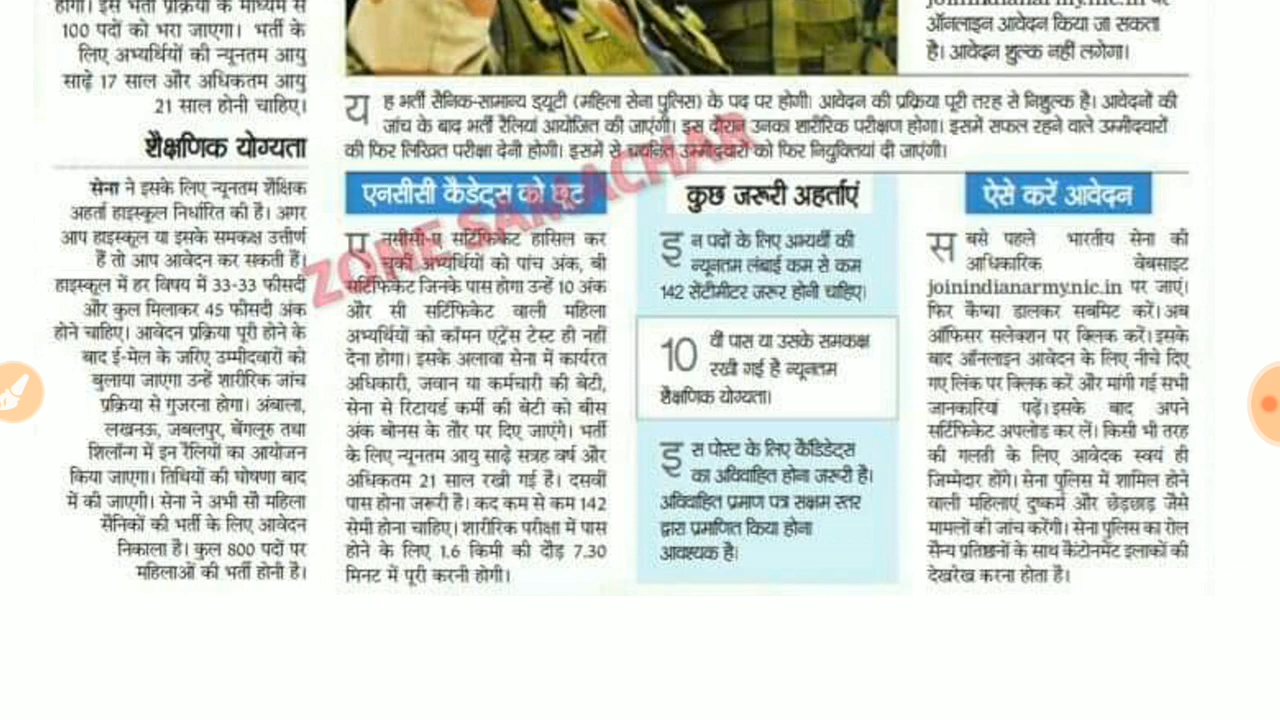 होगी। इस भर्ती प्रक्रिया के माध्यम से
100 पदों को भरा जाएगा। भर्ती के
लिए अभ्यर्थियों की न्यूनतम आयु
साढ़े 17 साल और अधिकतम आयु
21 साल होनी चाहिए।
शैक्षणिक योग्यता
सेना ने इसके लिए न्यूनतम शैक्षिक
अहर्ता हाइस्कूल निर्धारित की है। अगर
आप हाइस्कूल या इसके समकक्ष उत्तीर्ण
हैं तो आप आवेदन कर सकती हैं।
हाइस्कूल में हर विषय में 33-33 फीसदी
और कुल मिलाकर 45 फीसदी अंक
होने चाहिए। आवेदन प्रक्रिया पूरी होने के
बाद ई-मेल के जरिए उम्मीदवारों को
बुलाया जाएगा उन्हें शारीरिक जांच
प्रक्रिया से गुजरना होगा। अंबाला,
लखनऊ, जबलपुर, बेंगलूरु तथा
शिलॉन्ग में इन रैलियों का आयोजन
किया जाएगा। तिथियों की घोषणा बाद
में की जाएगी। सेना ने अभी सौ महिला
सैनिकों की भर्ती के लिए आवेदन
निकाला है। कुल 800 पदों पर
महिलाओं की भर्ती होनी है।
joinindianarmy.nic.in पर
ऑनलाइन आवेदन किया जा सकता
है। आवेदन शुल्क नहीं लगेगा।
यह भर्ती सैनिक-सामान्य ड्यूटी (महिला सेना पुलिस) के पद पर होगी। आवेदन की प्रक्रिया पूरी तरह से निशुल्क है। आवेदनों की
जांच के बाद भर्ती रैलियां आयोजित की जाएंगी। इस दौरान उनका शारीरिक परीक्षण होगा। इसमें सफल रहने वाले उम्मीदवारों
की फिर लिखित परीक्षा देनी होगी। इसमें से चयनित उम्मीदवारों को फिर नियुक्तियां दी जाएंगी।
एनसीसी कैडेट्स को छूट
एनसीसी-ए सर्टिफिकेट हासिल कर
चुकी अभ्यर्थियों को पांच अंक, बी
सर्टिफिकेट जिनके पास होगा उन्हें 10 अंक
और सी सर्टिफिकेट वाली महिला
अभ्यर्थियों को कॉमन एंट्रेंस टेस्ट ही नहीं
देना होगा। इसके अलावा सेना में कार्यरत
अधिकारी, जवान या कर्मचारी की बेटी,
सेना से रिटायर्ड कर्मी की बेटी को बीस
अंक बोनस के तौर पर दिए जाएंगे। भर्ती
के लिए न्यूनतम आयु साढ़े सत्रह वर्ष और
अधिकतम 21 साल रखी गई है। दसवीं
पास होना जरूरी है। कद कम से कम 142
सेमी होना चाहिए। शारीरिक परीक्षा में पास
होने के लिए 1.6 किमी की दौड़ 7.30
मिनट में पूरी करनी होगी।
कुछ जरूरी अहर्ताएं
इन पदों के लिए अभ्यर्थी की
न्यूनतम लंबाई कम से कम
142 सेंटीमीटर जरूर होनी चाहिए।
10 वीं पास या उसके समकक्ष
रखी गई है न्यूनतम
शैक्षणिक योग्यता।
इस पोस्ट के लिए कैंडिडेट्स
का अविवाहित होना जरूरी है।
अविवाहित प्रमाण पत्र सक्षम स्तर
द्वारा प्रमाणित किया होना
आवश्यक है।
ऐसे करें आवेदन
सबसे पहले भारतीय सेना की
आधिकारिक वेबसाइट
joinindianarmy.nic.in पर जाएं।
फिर कैप्चा डालकर सबमिट करें। अब
ऑफिसर सलेक्शन पर क्लिक करें। इसके
बाद ऑनलाइन आवेदन के लिए नीचे दिए
गए लिंक पर क्लिक करें और मांगी गई सभी
जानकारियां पढ़ें। इसके बाद अपने
सर्टिफिकेट अपलोड कर लें। किसी भी तरह
की गलती के लिए आवेदक स्वयं ही
जिम्मेदार होंगे। सेना पुलिस में शामिल होने
वाली महिलाएं दुष्कर्म और छेड़छाड़ जैसे
मामलों की जांच करेंगी। सेना पुलिस का रोल
सैन्य प्रतिष्ठानों के साथ कैंटोनमेंट इलाकों की
देखरेख करना होता है।
ZONE SAMACHAR